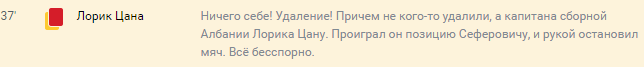 37' Лорик Цана Ничего себе! Удаление! Причем не кого-то удалили, а капитана сборной
Албании Лорика Цану. Проиграл он позицию Сеферовичу, и рукой остановил
мяч. Всё бесспорно.